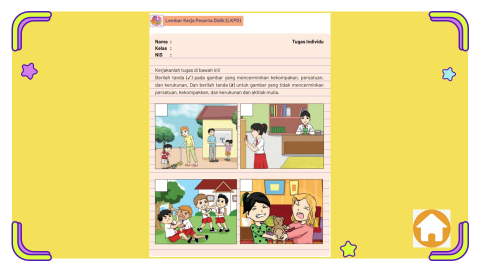 Lembar Kerja Peserta Didik (LKPD)
Nama : Tugas Individu
Kelas :
NIS :
Kerjakanlah tugas di bawah ini!
Berilah tanda (✓) pada gambar yang mencerminkan kekompakan, persatuan,
dan kerukunan. Dan berilah tanda (x) untuk gambar yang tidak mencerminkan
persatuan, kekompakkan, dan kerukunan dan akhlak mulia.